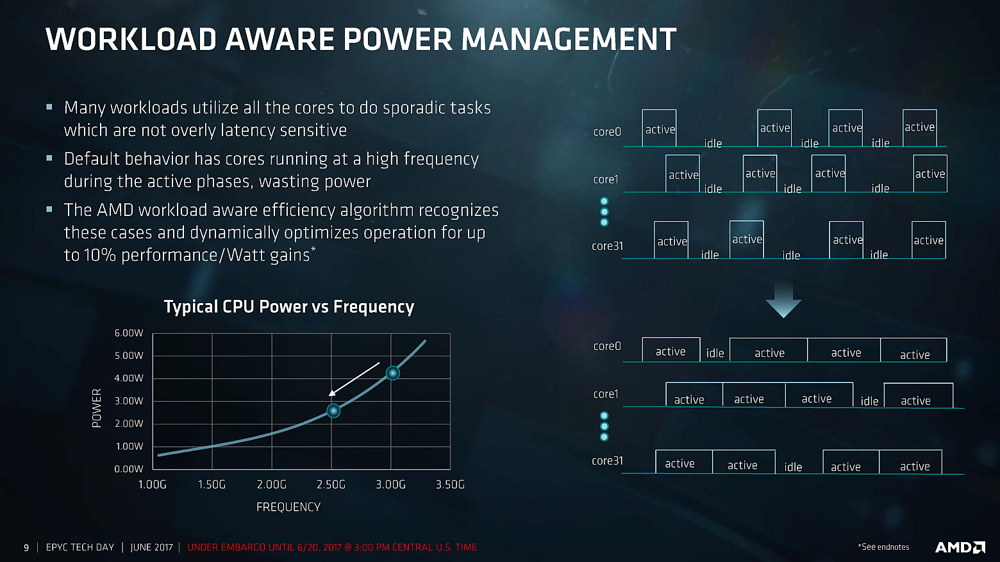 WORKLOAD AWARE POWER MANAGEMENT
▪ Many workloads utilize all the cores to do sporadic tasks
which are not overly latency sensitive
▪ Default behavior has cores running at a high frequency
during the active phases, wasting power
▪ The AMD workload aware efficiency algorithm recognizes
these cases and dynamically optimizes operation for up
to 10% performance/Watt gains*
Typical CPU Power vs Frequency
6.00W
5.00W
4.00W
3.00W
2.00W
1.00W
0.00W
POWER
1.00G 1.50G 2.00G 2.50G 3.00G 3.50G
FREQUENCY
core0 active idle active idle active idle active
core1 active idle active idle active idle active
core31 active idle active idle active idle active
core0 active idle active active active
core1 active active active idle active
core31 active active idle active active
9 | EPYC TECH DAY | JUNE 2017 | UNDER EMBARGO UNTIL 6/20, 2017 @ 3:00 PM CENTRAL U.S. TIME
*See endnotes
AMD